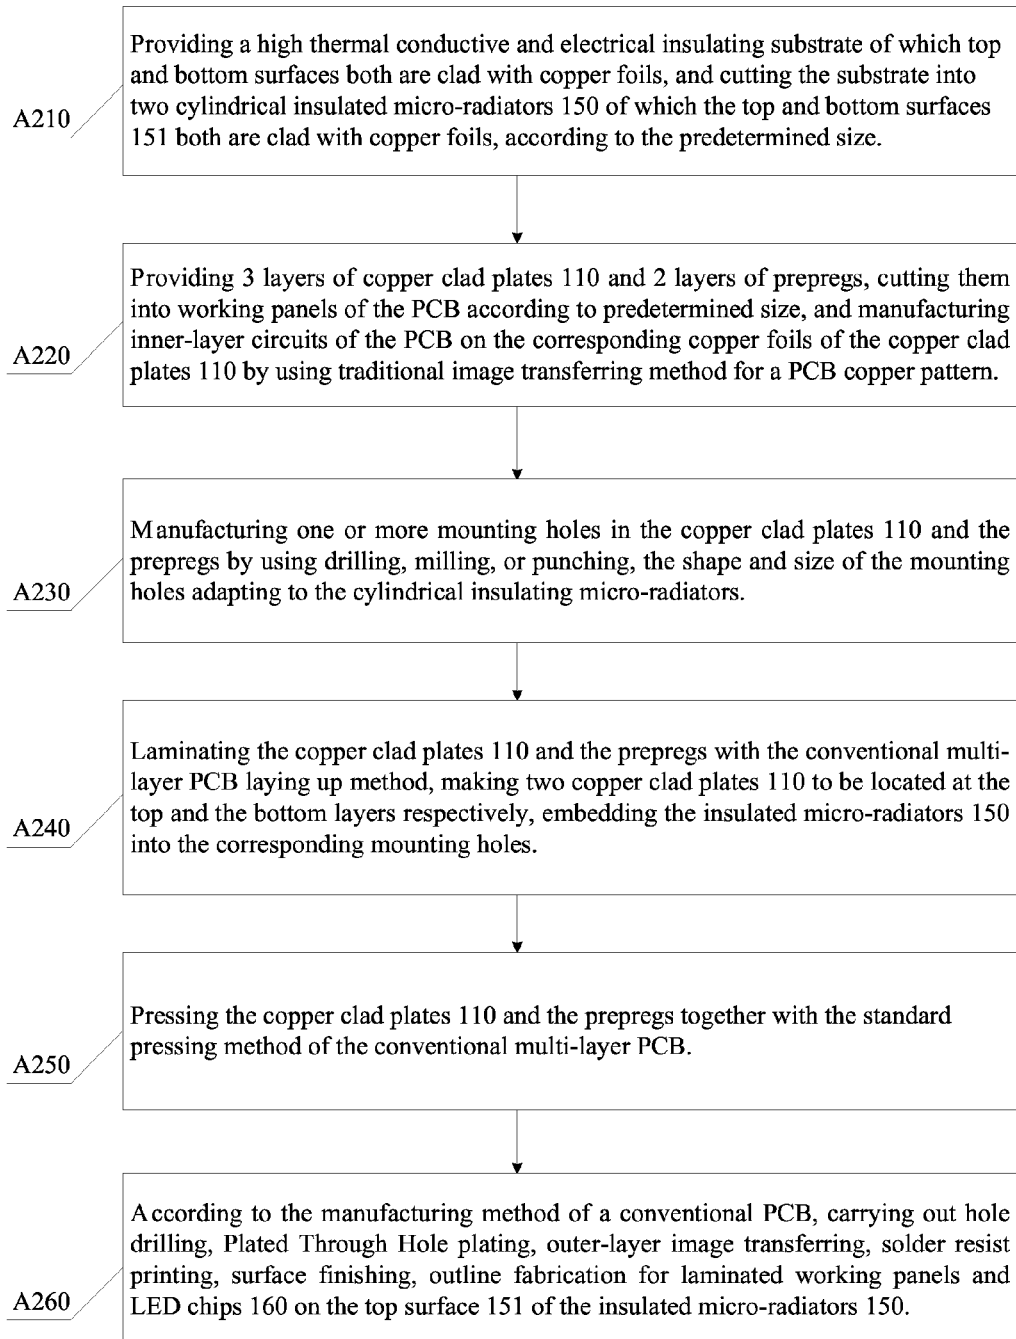 Providing a high thermal conductive and electrical insulating substrate of which top
and bottom surfaces both are clad with copper foils, and cutting the substrate into
two cylindrical insulated micro-radiators 150 of which the top and bottom surfaces
151 both are clad with copper foils, according to the predetermined size.
A210
Providing 3 layers of copper clad plates 110 and 2 layers of prepregs, cutting them
into working panels of the PCB according to predetermined size, and manufacturing
inner-layer circuits of the PCB on the corresponding copper foils of the copper clad
plates 110 by using traditional image transferring method for a PCB copper pattern.
A220
Manufacturing one or more mounting holes in the copper clad plates 110 and the
prepregs by using drilling, milling, or punching, the shape and size of the mounting
holes adapting to the cylindrical insulating micro-radiators.
A230
Laminating the copper clad plates 110 and the prepregs with the conventional multi-
layer PCB laying up method, making two copper clad plates 110 to be located at the
top and the bottom layers respectively, embedding the insulated micro-radiators 150
into the corresponding mounting holes.
A240
Pressing the copper clad plates 110 and the prepregs together with the standard
pressing method of the conventional multi-layer PCB.
A250
According to the manufacturing method of a conventional PCB, carrying out hole
drilling, Plated Through Hole plating, outer-layer image transferring, solder resist
printing, surface finishing, outline fabrication for laminated working panels and
LED chips 160 on the top surface 151 of the insulated micro-radiators 150.
A260